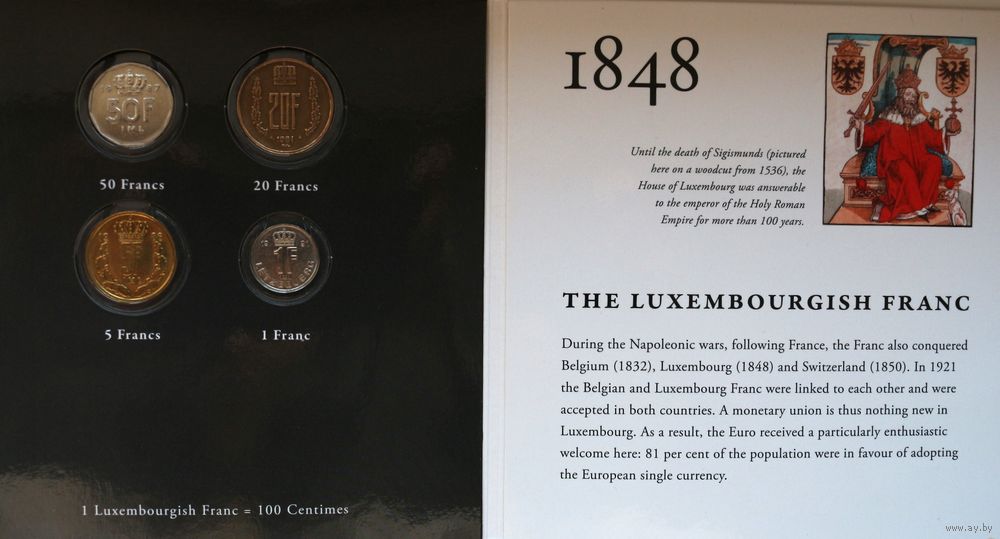 1987
50F
IML
20F
1981
50 Francs
20 Francs
5F
1991
1F
LETZEBUERG
5 Francs
1 Franc
1 Luxembourgish Franc = 100 Centimes
1848
Until the death of Sigismunds (pictured
here on a woodcut from 1536), the
House of Luxembourg was answerable
to the emperor of the Holy Roman
Empire for more than 100 years.
THE LUXEMBOURGISH FRANC
During the Napoleonic wars, following France, the Franc also conquered
Belgium (1832), Luxembourg (1848) and Switzerland (1850). In 1921
the Belgian and Luxembourg Franc were linked to each other and were
accepted in both countries. A monetary union is thus nothing new in
Luxembourg. As a result, the Euro received a particularly enthusiastic
welcome here: 81 per cent of the population were in favour of adopting
the European single currency.
www.ay.by